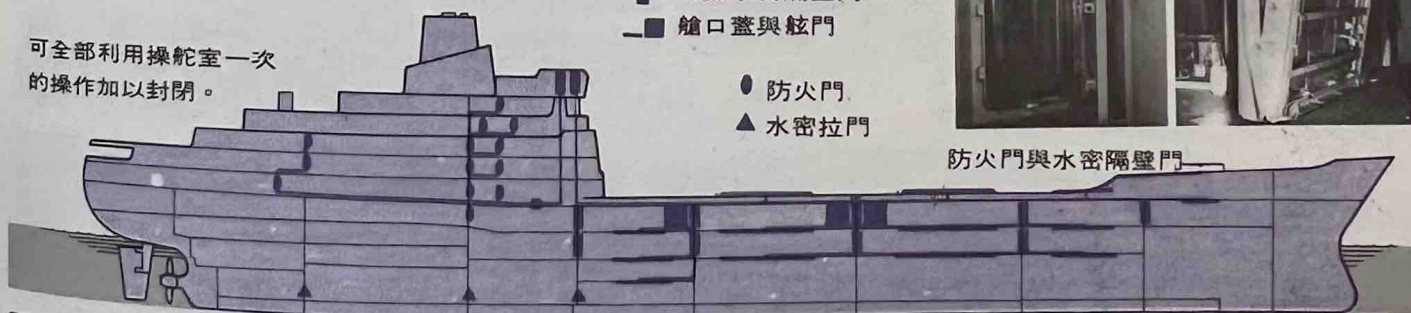 艙口蓋與舷門
可全部利用操舵室一次
的操作加以封閉。
防火門
水密拉門
防火門與水密隔壁門